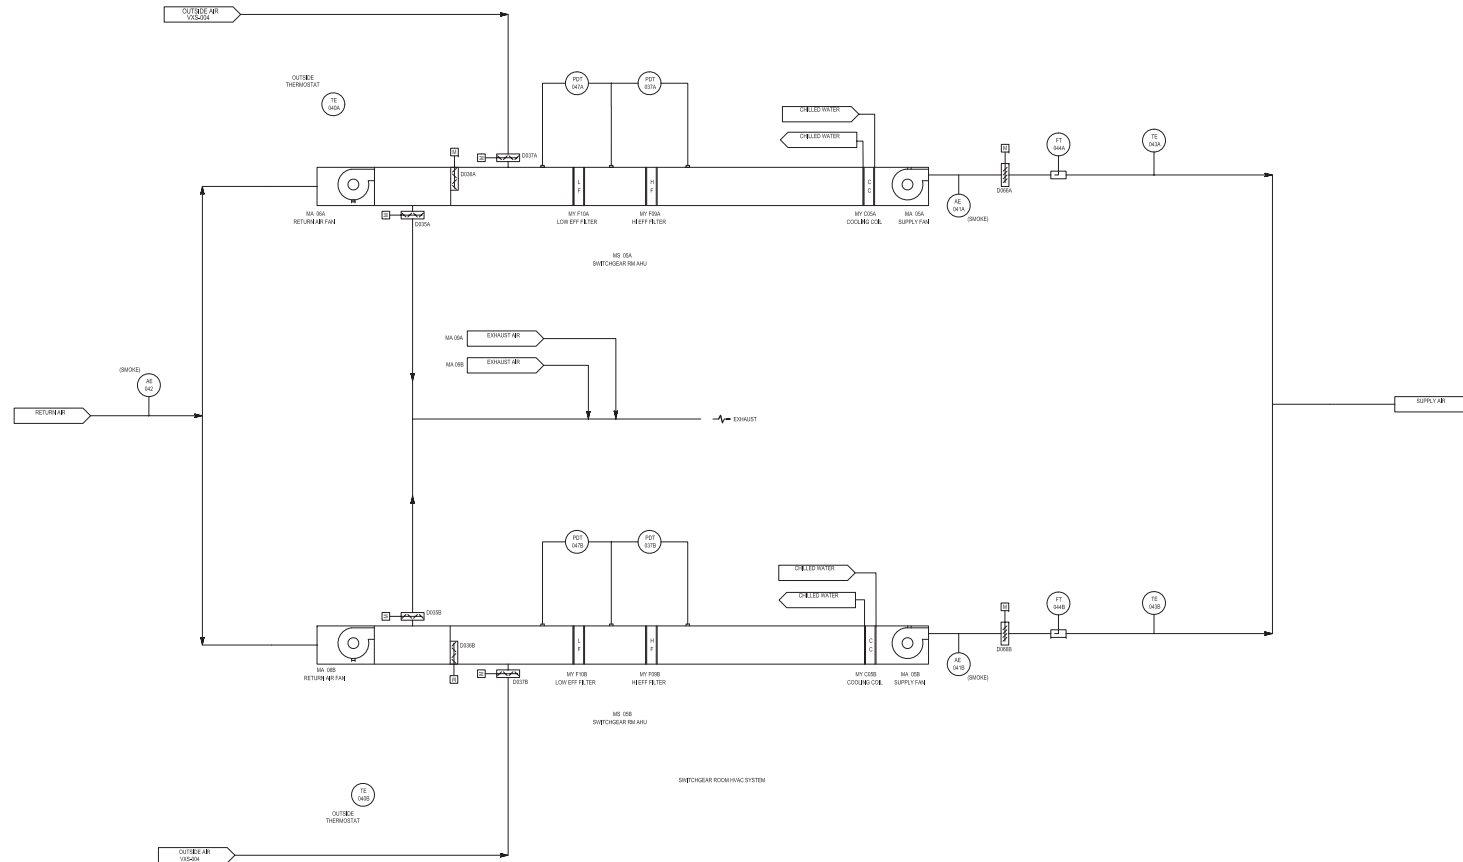 OUTSIDE AIR
VXS-004
OUTSIDE
THERMOSTAT
TE
040A
PDT
047A
PDT
037A
CHILLED WATER
CHILLED WATER
M
M
D037A
D036A
M
D035A
L
F
H
F
C
C
M
D066A
FT
044A
TE
043A
AE
041A
(SMOKE)
MA 06A
RETURN AIR FAN
MY F10A
LOW EFF FILTER
MY F09A
HI EFF FILTER
MY C05A
COOLING COIL
MA 05A
SUPPLY FAN
MS 05A
SWITCHGEAR RM AHU
MA 09A
EXHAUST AIR
MA 09B
EXHAUST AIR
EXHAUST
(SMOKE)
AE
042
RETURN AIR
SUPPLY AIR
PDT
047B
PDT
037B
CHILLED WATER
CHILLED WATER
M
D035B
D036B
M
M
D037B
L
F
H
F
C
C
M
FT
044B
TE
043B
AE
041B
(SMOKE)
MA 06B
RETURN AIR FAN
MY F10B
LOW EFF FILTER
MY F09B
HI EFF FILTER
MY C05B
COOLING COIL
MA 05B
SUPPLY FAN
MS 05B
SWITCHGEAR RM AHU
SWITCHGEAR ROOM HVAC SYSTEM
TE
040B
OUTSIDE
THERMOSTAT
OUTSIDE AIR
VXS-004